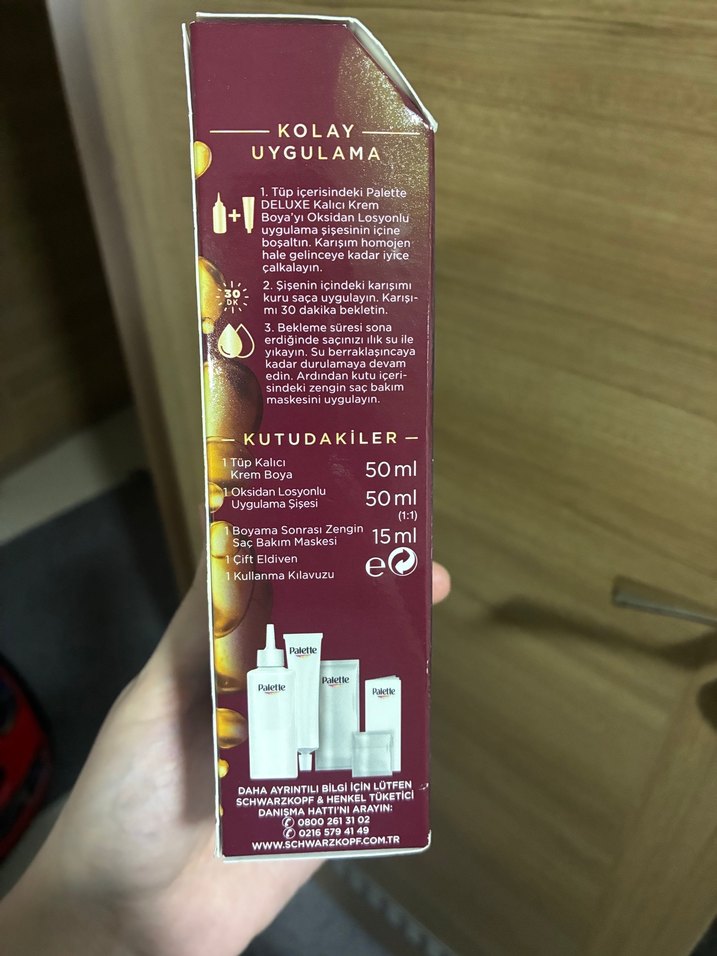 KOLAY
UYGULAMA
1. Tüp içerisindeki Palette
DELUXE Kalıcı Krem
Boya'yı Oksidan Losyonlu
uygulama şişesinin içine
boşaltın. Karışım homojen
hale gelinceye kadar iyice
çalkalayın.
30
DK
2. Şişenin içindeki karışımı
kuru saça uygulayın. Karışı-
mı 30 dakika bekletin.
3. Bekleme süresi sona
erdiğinde saçınızı ılık su ile
yıkayın. Su berraklaşıncaya
kadar durulamaya devam
edin. Ardından kutu içeri-
sindeki zengin saç bakım
maskesini uygulayın.
KUTUDAKİLER
1 Tüp Kalıcı
Krem Boya 50 ml
1 Oksidan Losyonlu
Uygulama Şişesi 50 ml
(1:1)
1 Boyama Sonrası Zengin
Saç Bakım Maskesi 15 ml
1 Çift Eldiven
1 Kullanma Kılavuzu
e
Palette
Palette
Palette
Palette
DAHA AYRINTILI BİLGİ İÇİN LÜTFEN
SCHWARZKOPF & HENKEL TÜKETİCİ
DANIŞMA HATTI'NI ARAYIN:
0800 261 31 02
0216 579 41 49
WWW.SCHWARZKOPF.COM.TR